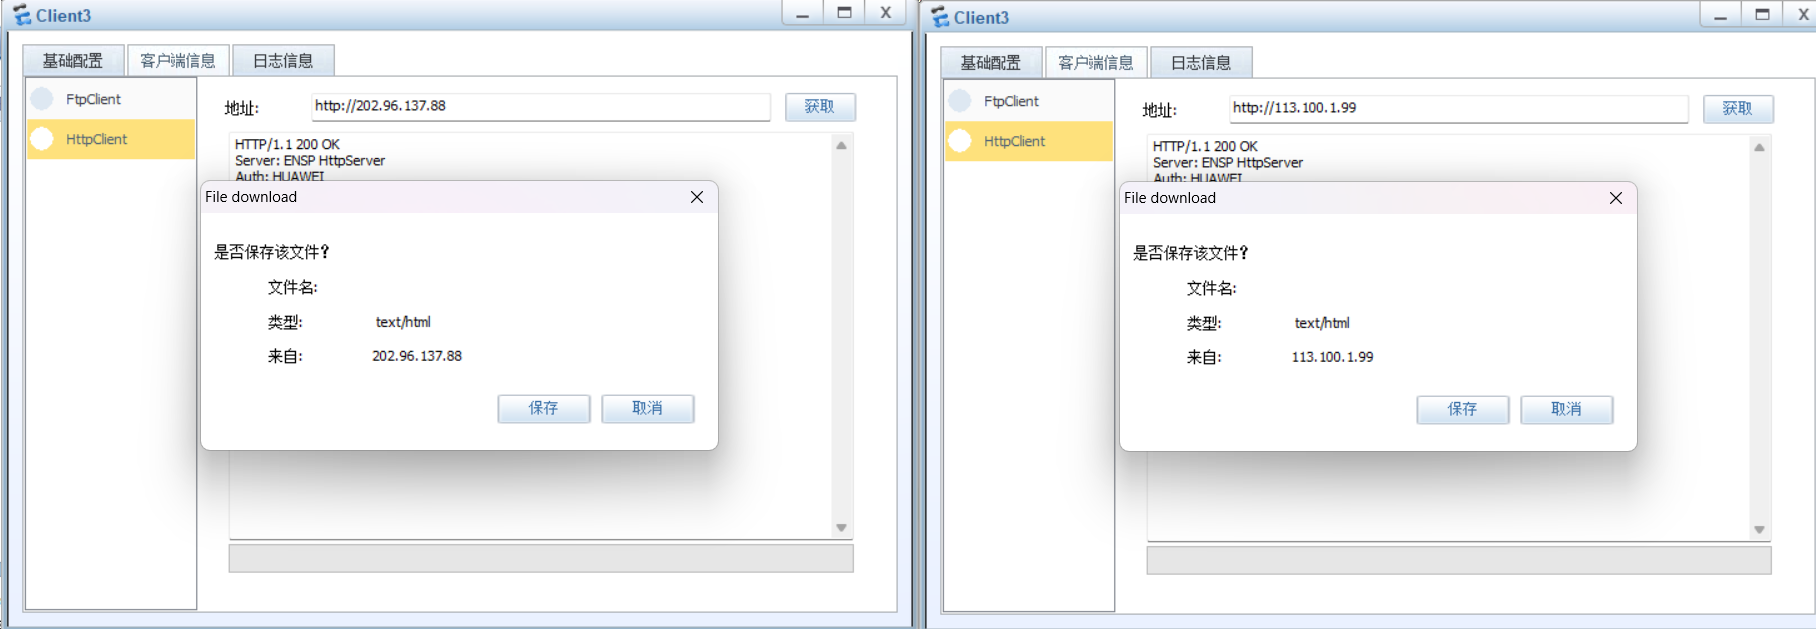 Client3
X
基础配置
客户端信息
日志信息
FtpClient
HttpClient
地址:
http://202.96.137.88
获取
HTTP/1.1 200 OK
Server: ENSP HttpServer
Auth: HUAWEI
File download
是否保存该文件?
文件名:
类型: text/html
来自: 202.96.137.88
保存
取消
Client3
X
基础配置
客户端信息
日志信息
FtpClient
HttpClient
地址:
http://113.100.1.99
获取
HTTP/1.1 200 OK
Server: ENSP HttpServer
Auth: HUAWEI
File download
是否保存该文件?
文件名:
类型: text/html
来自: 113.100.1.99
保存
取消